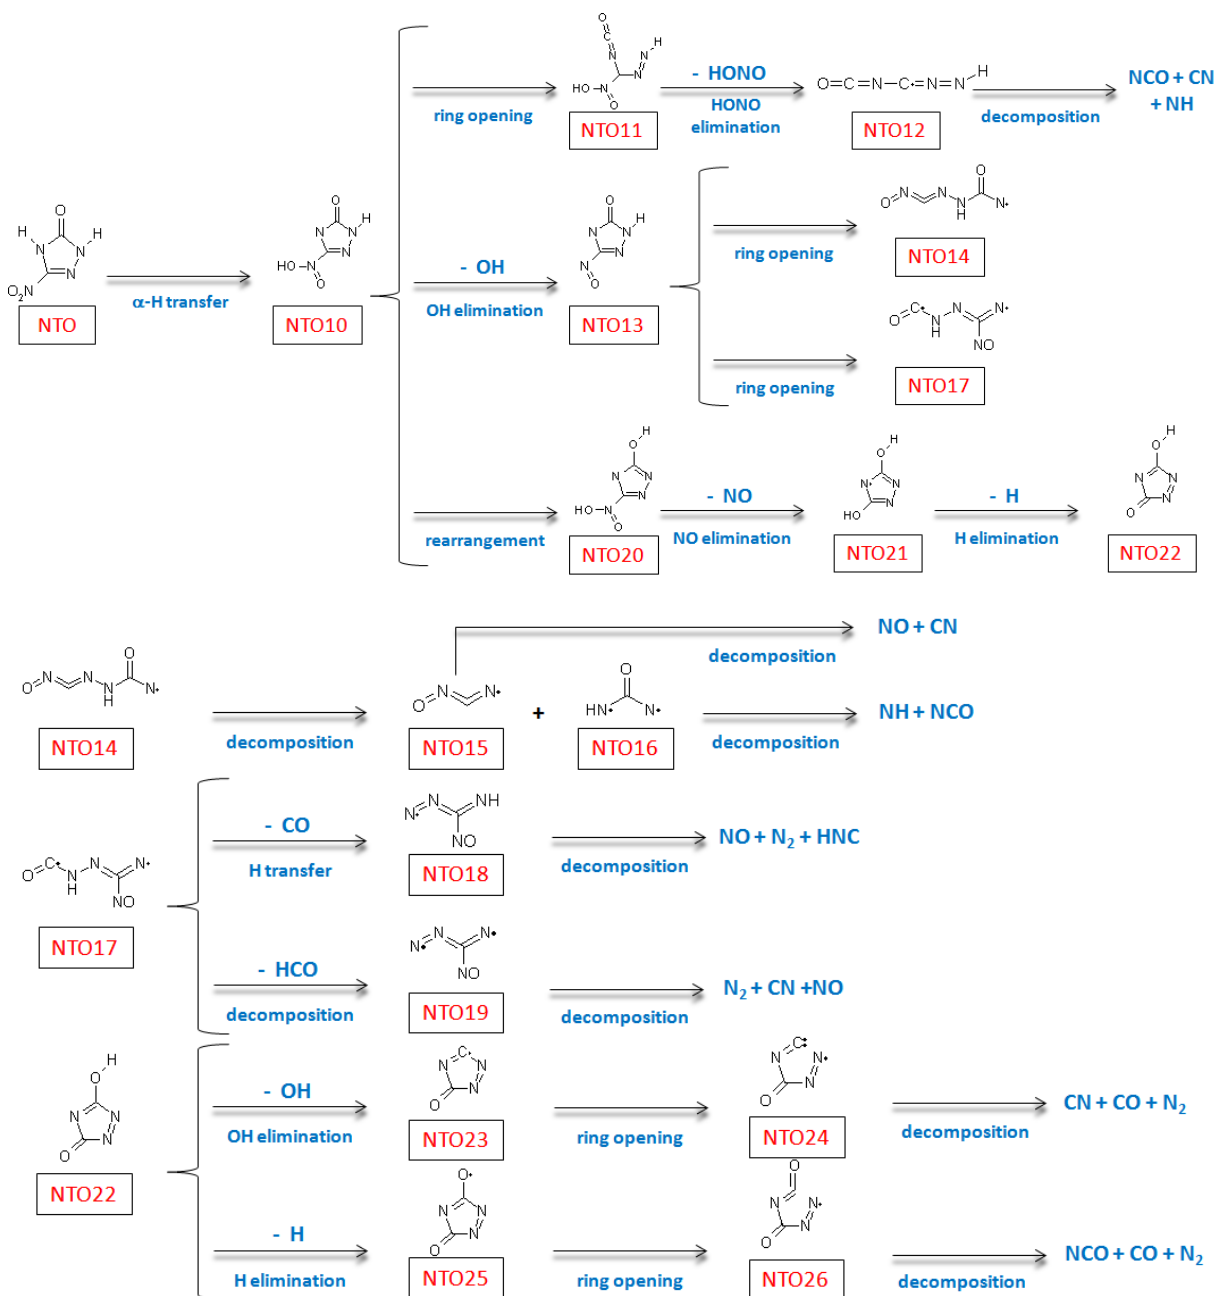 - HONO
HONO
elimination
ring opening
NTO11
NTO12
decomposition
NCO + CN
+ NH
NTO
α-H transfer
NTO10
- OH
OH elimination
NTO13
ring opening
NTO14
ring opening
NTO17
rearrangement
NTO20
- NO
NO elimination
NTO21
- H
H elimination
NTO22
NTO14
decomposition
NTO15
+
NTO16
decomposition
NO + CN
decomposition
NH + NCO
NTO17
- CO
H transfer
NTO18
decomposition
NO + N₂ + HNC
- HCO
decomposition
NTO19
decomposition
N₂ + CN +NO
NTO22
- OH
OH elimination
NTO23
ring opening
NTO24
decomposition
CN + CO + N₂
- H
H elimination
NTO25
ring opening
NTO26
decomposition
NCO + CO + N₂